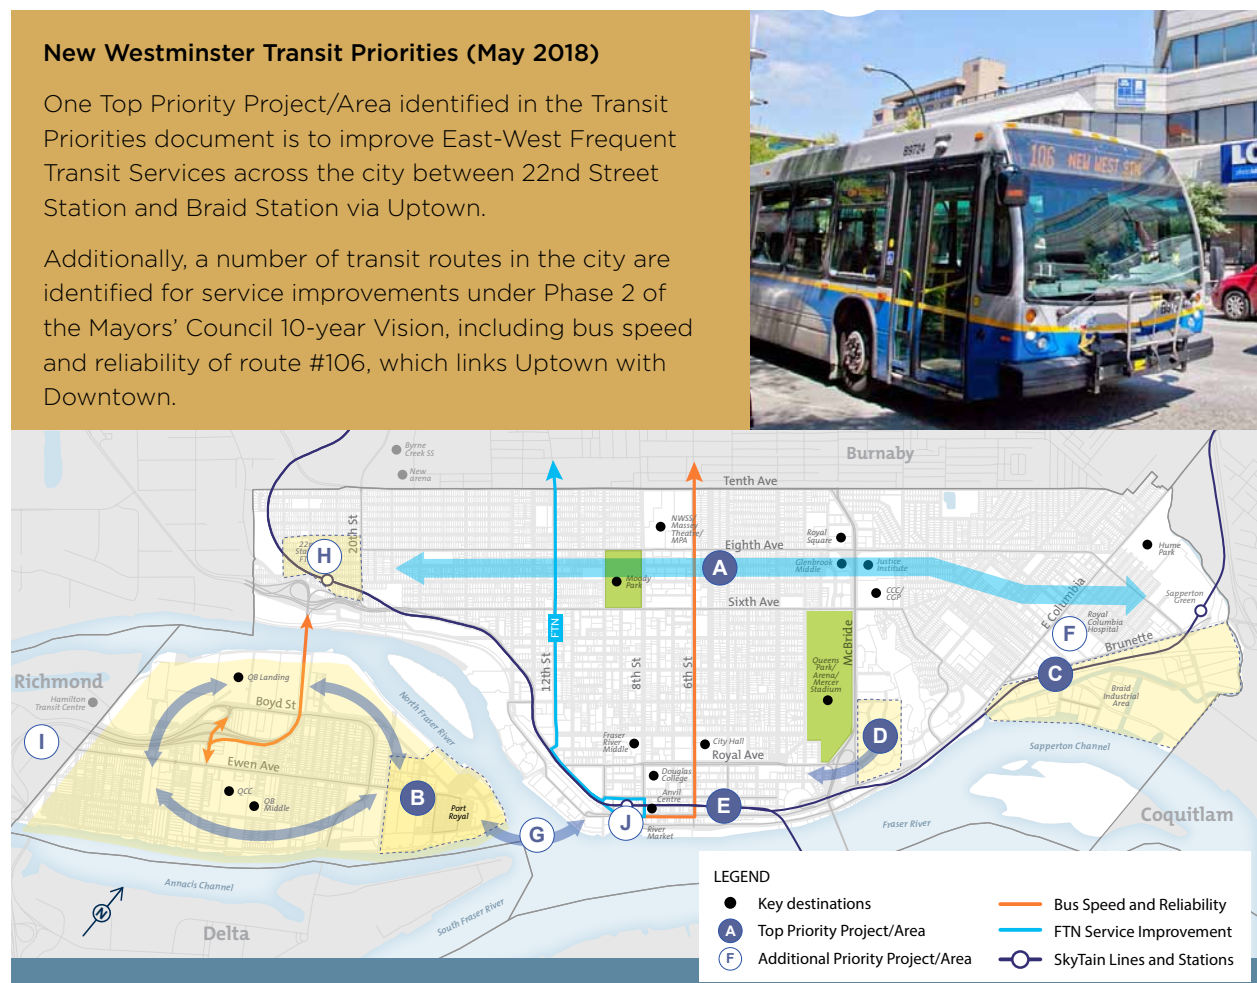 New Westminster Transit Priorities (May 2018)
One Top Priority Project/Area identified in the Transit
Priorities document is to improve East-West Frequent
Transit Services across the city between 22nd Street
Station and Braid Station via Uptown.
Additionally, a number of transit routes in the city are
identified for service improvements under Phase 2 of
the Mayors' Council 10-year Vision, including bus speed
and reliability of route #106, which links Uptown with
Downtown.
B9724
106 NEW WEST STN
LO
Byrne
Creek SS
New
arena
Burnaby
Tenth Ave
20th St
NWSS/
Massey
Theatre/
MPA
Royal
Square
Eighth Ave
Hume
Park
H
A
Glenbrook
Middle
Justice
Institute
Moody
Park
CCC/
CGP
Sixth Ave
E Columbia
Sapperton
Green
Royal
Columbia
Hospital
F
Brunette
FTN
McBride
12th St
8th St
6th St
Queens
Park/
Arena/
Mercer
Stadium
C
Braid
Industrial
Area
Richmond
Hamilton
Transit Centre
QB Landing
Boyd St
North Fraser River
I
Ewen Ave
Fraser
River
Middle
City Hall
Royal Ave
D
Sapperton Channel
Douglas
College
QCC
QB
Middle
B
Port
Royal
Anvil
Centre
E
G
J
River
Market
Fraser River
Coquitlam
Annacis Channel
South Fraser River
N
Delta
LEGEND
Key destinations
A Top Priority Project/Area
F Additional Priority Project/Area
Bus Speed and Reliability
FTN Service Improvement
SkyTain Lines and Stations